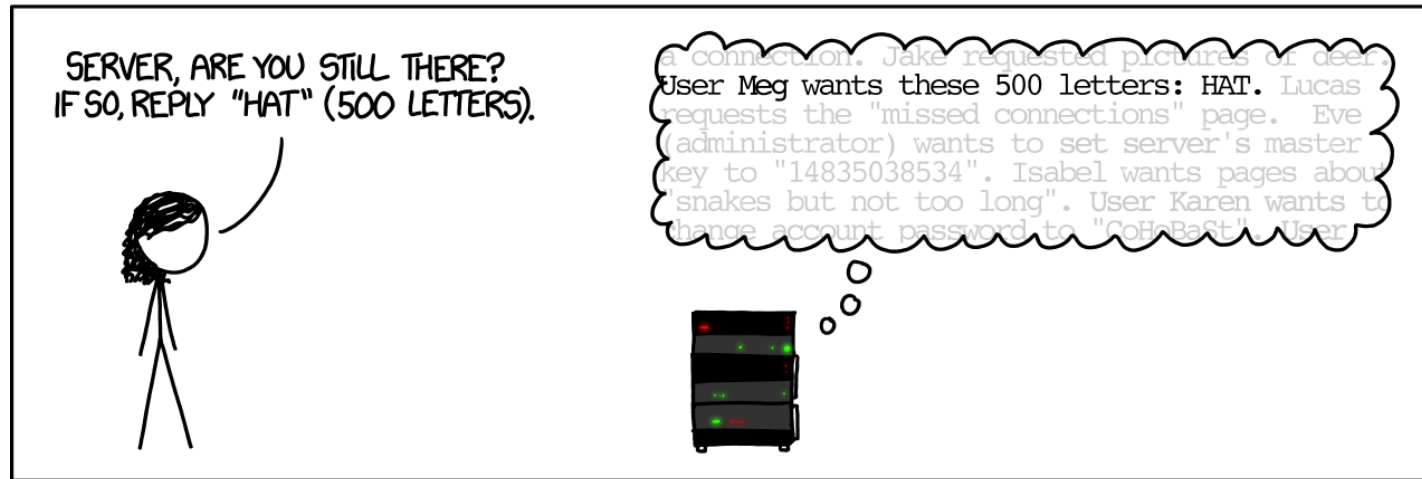 SERVER, ARE YOU STILL THERE?
IF SO, REPLY "HAT" (500 LETTERS).
a connection. Jake requested pictures of deer.
User Meg wants these 500 letters: HAT. Lucas
requests the "missed connections" page. Eve
(administrator) wants to set server's master
key to "14835038534". Isabel wants pages about
"snakes but not too long". User Karen wants to
change account password to "CoHoBaSt". User